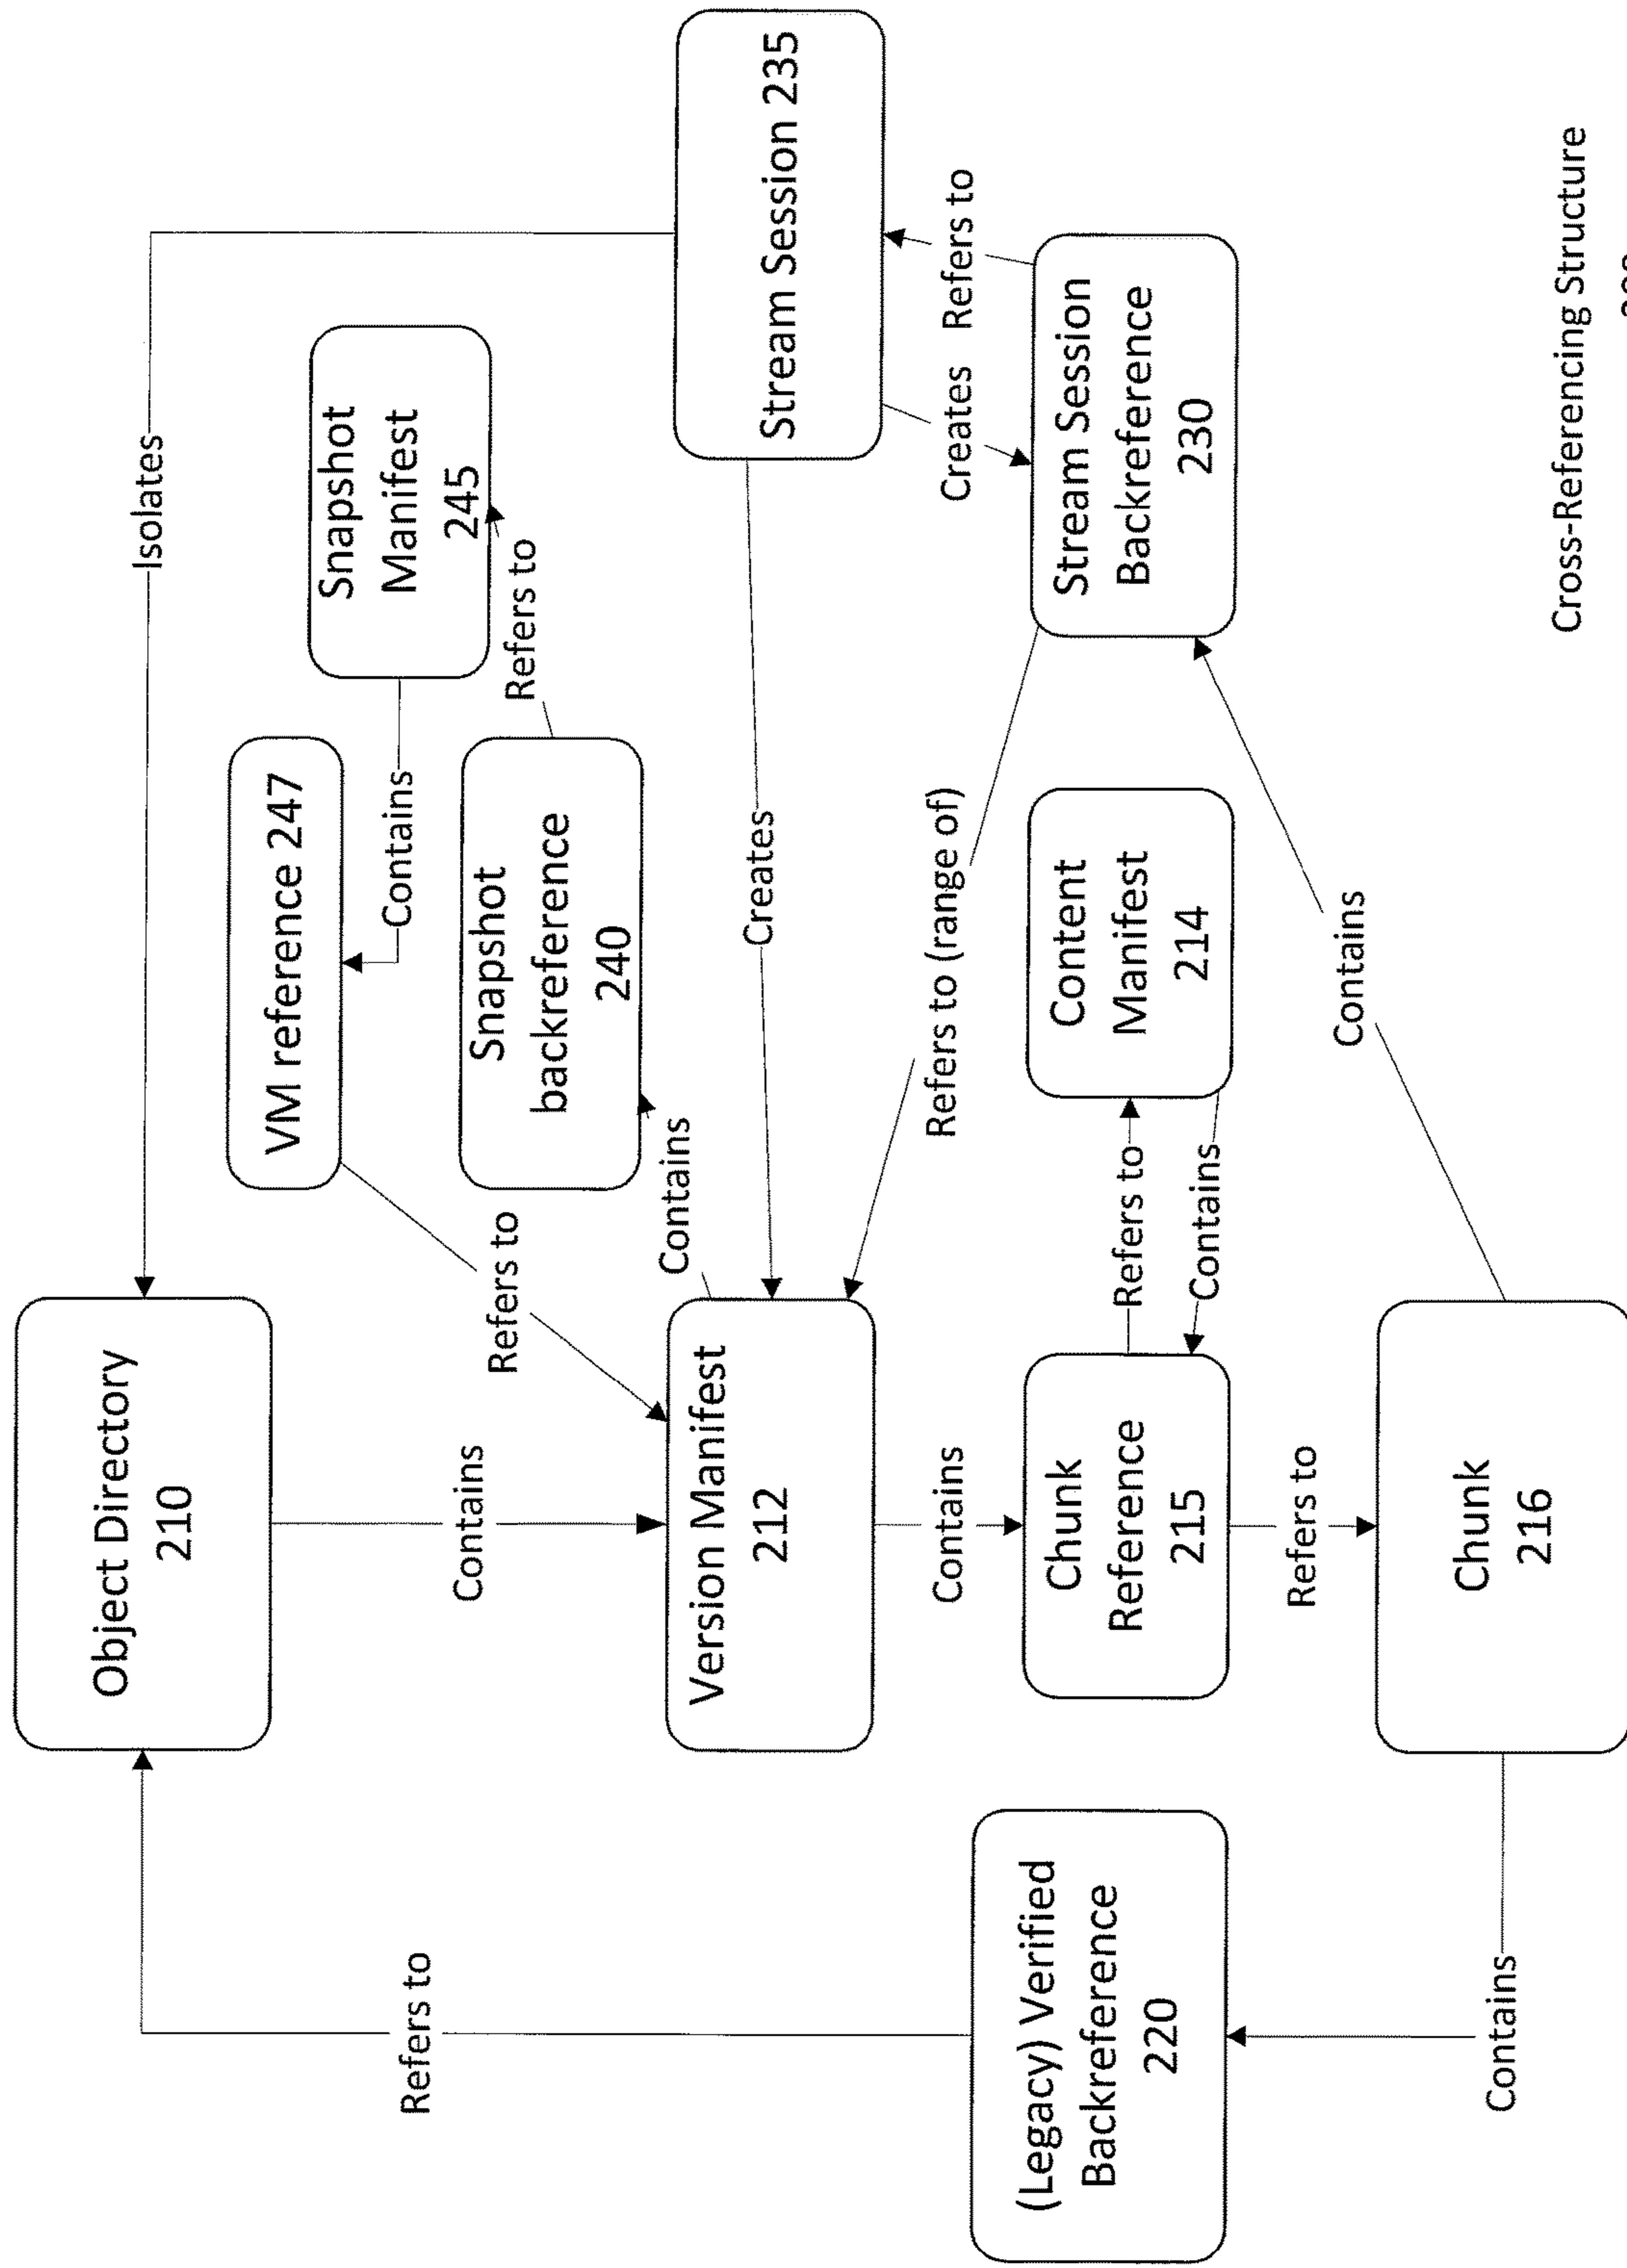 Object Directory
210
Isolates
VM reference 247
Snapshot
Manifest
245
Contains
Refers to
Contains
Snapshot
backreference
240
Refers to
Refers to
Contains
Version Manifest
212
Creates
Stream Session 235
Refers to (range of)
Contains
Creates
Refers to
(Legacy) Verified
Backreference
220
Chunk
Reference
215
Refers to
Contains
Content
Manifest
214
Stream Session
Backreference
230
Refers to
Contains
Chunk
216
Contains
Cross-Referencing Structure